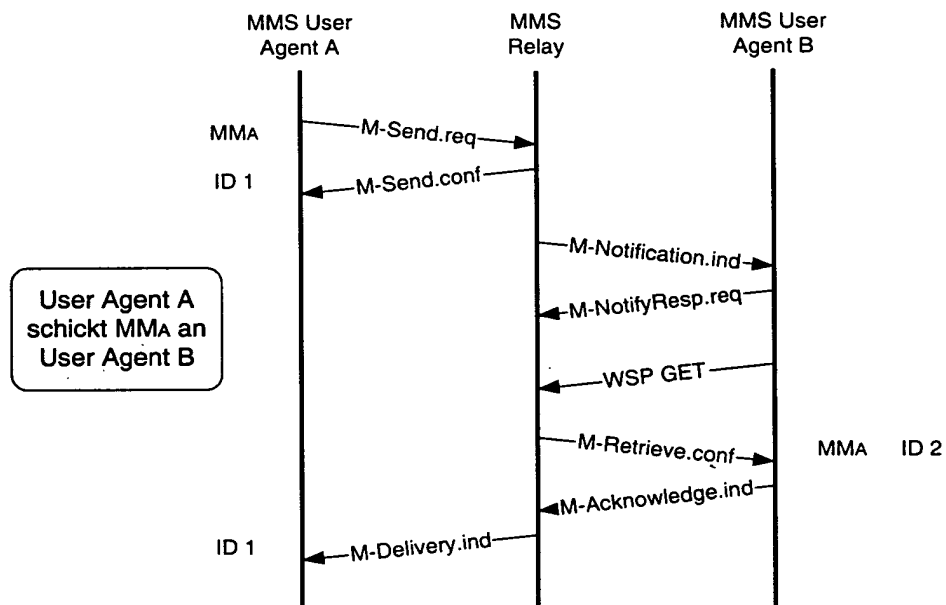 MMS User
Agent A
MMS
Relay
MMS User
Agent B
MMA
M-Send.req
ID 1
M-Send.conf
M-Notification.ind
M-NotifyResp.req
User Agent A
schickt MMA an
User Agent B
WSP GET
M-Retrieve.conf
MMA ID 2
M-Acknowledge.ind
ID 1
M-Delivery.ind